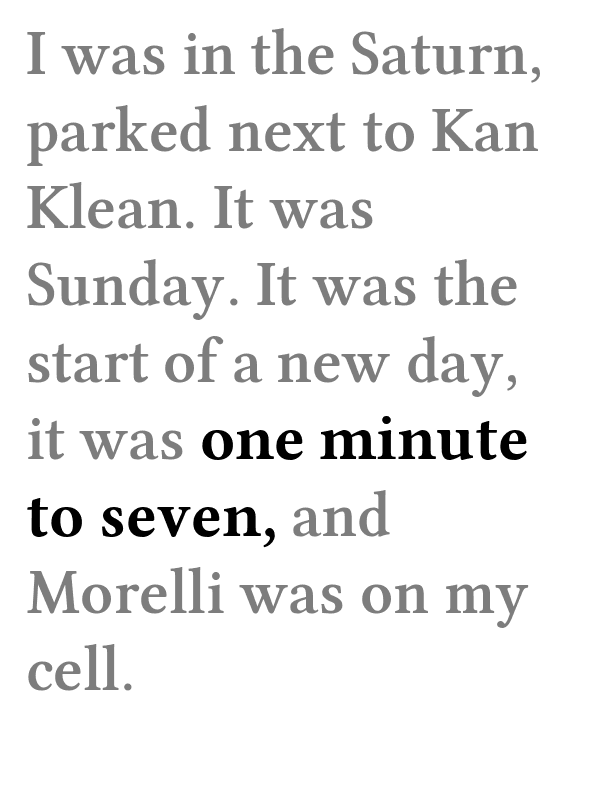 I was in the Saturn,
parked next to Kan
Klean. It was
Sunday. It was the
start of a new day,
it was one minute
to seven, and
Morelli was on my
cell.